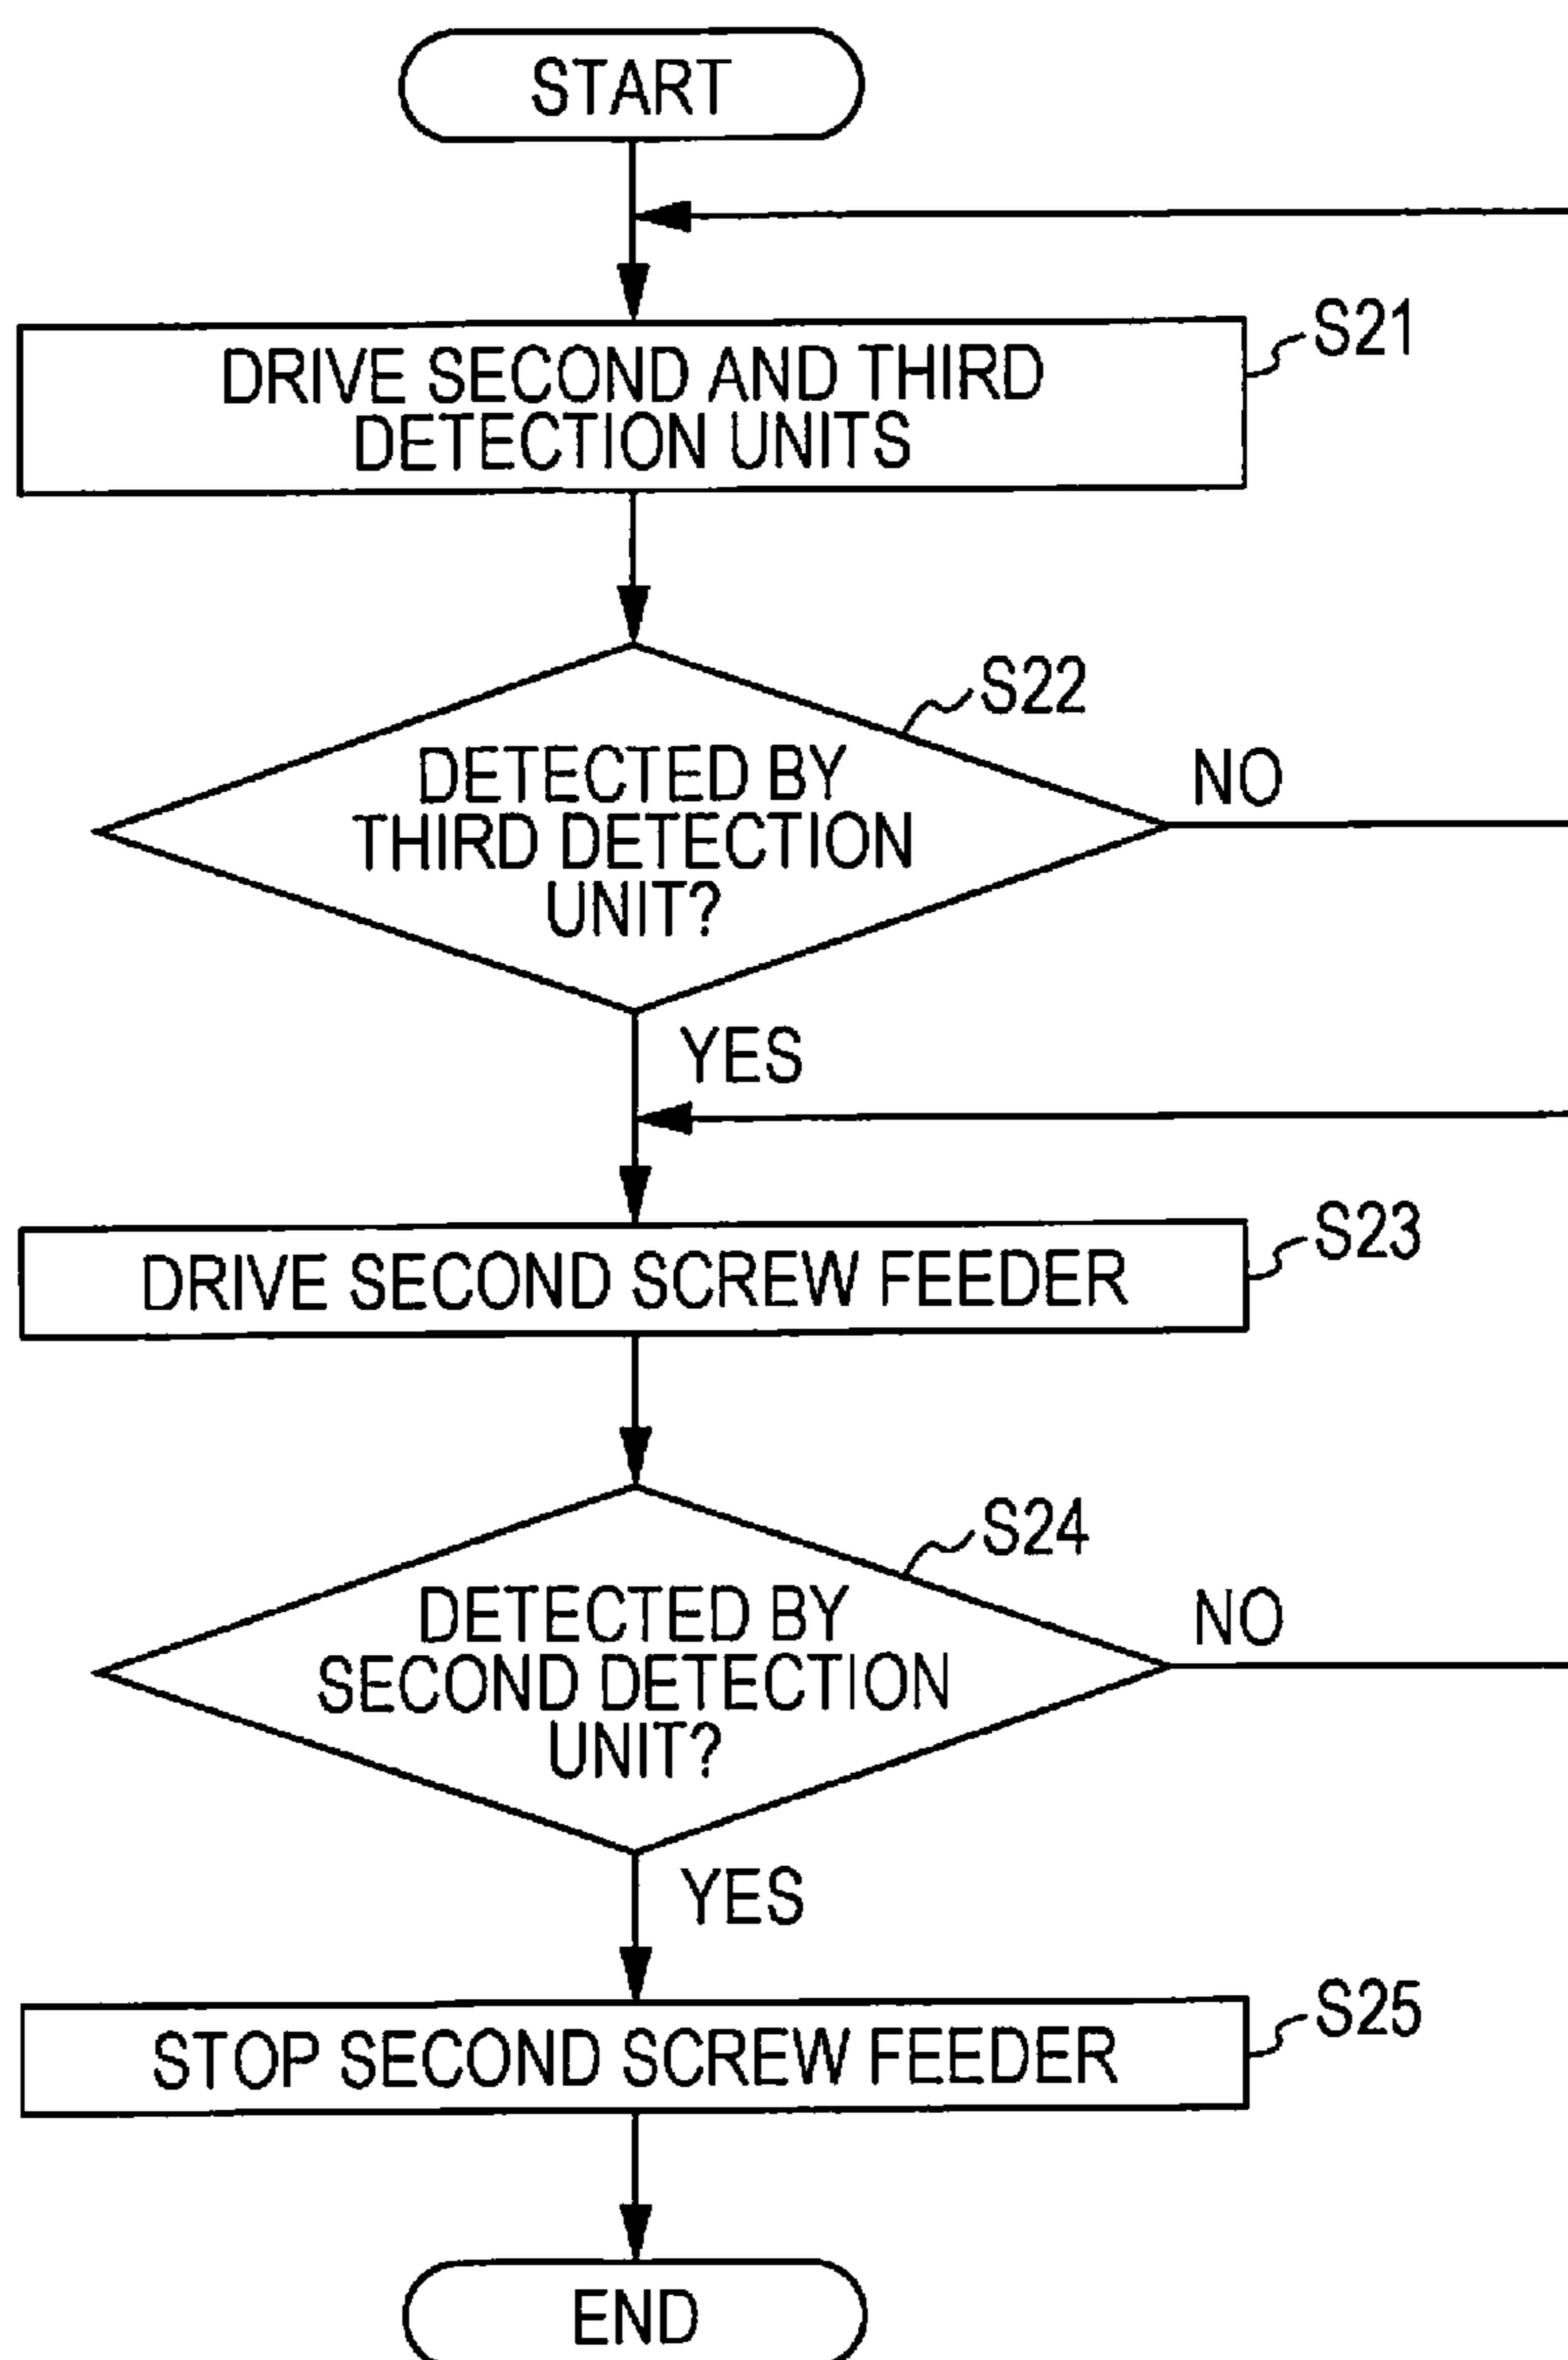 START
S21
DRIVE SECOND AND THIRD
DETECTION UNITS
S22
DETECTED BY
THIRD DETECTION
UNIT?
NO
YES
S23
DRIVE SECOND SCREW FEEDER
S24
DETECTED BY
SECOND DETECTION
UNIT?
NO
YES
S25
STOP SECOND SCREW FEEDER
END